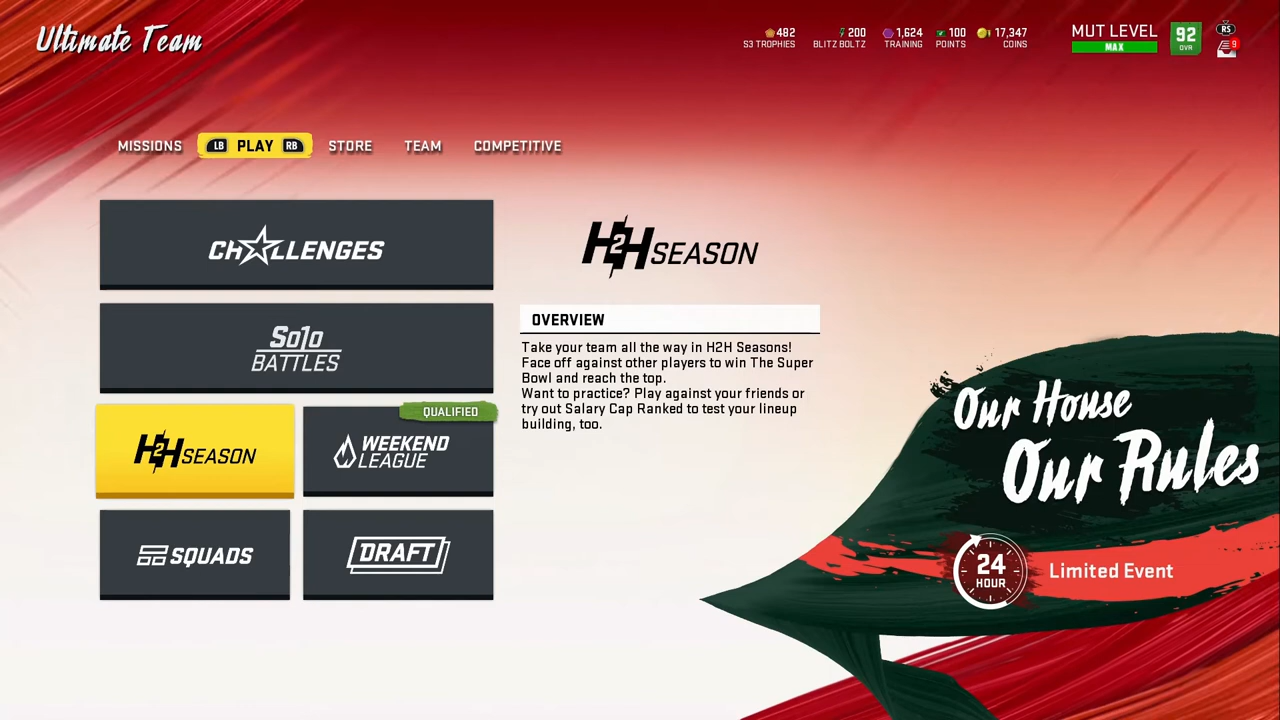 Ultimate Team
482
S3 TROPHIES
200
BLITZ BOLTZ
1,624
TRAINING
100
POINTS
17,347
COINS
MUT LEVEL
MAX
92
OVR
RS
9
MISSIONS
LB PLAY RB
STORE
TEAM
COMPETITIVE
CHALLENGES
Solo
BATTLES
H2H SEASON
QUALIFIED
WEEKEND
LEAGUE
SQUADS
DRAFT
H2H SEASON
OVERVIEW
Take your team all the way in H2H Seasons!
Face off against other players to win The Super
Bowl and reach the top.
Want to practice? Play against your friends or
try out Salary Cap Ranked to test your lineup
building, too.
Our House
Our Rules
24
HOUR
Limited Event